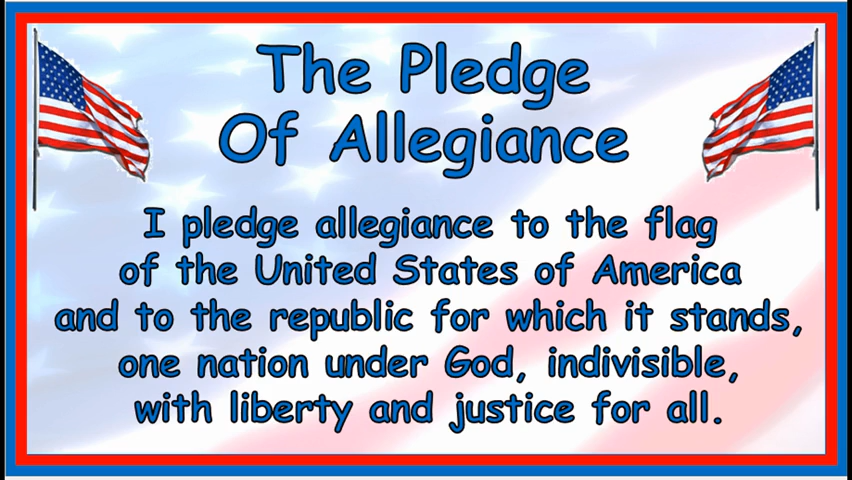 The Pledge
Of Allegiance
I pledge allegiance to the flag
of the United States of America
and to the republic for which it stands,
one nation under God, indivisible,
with liberty and justice for all.